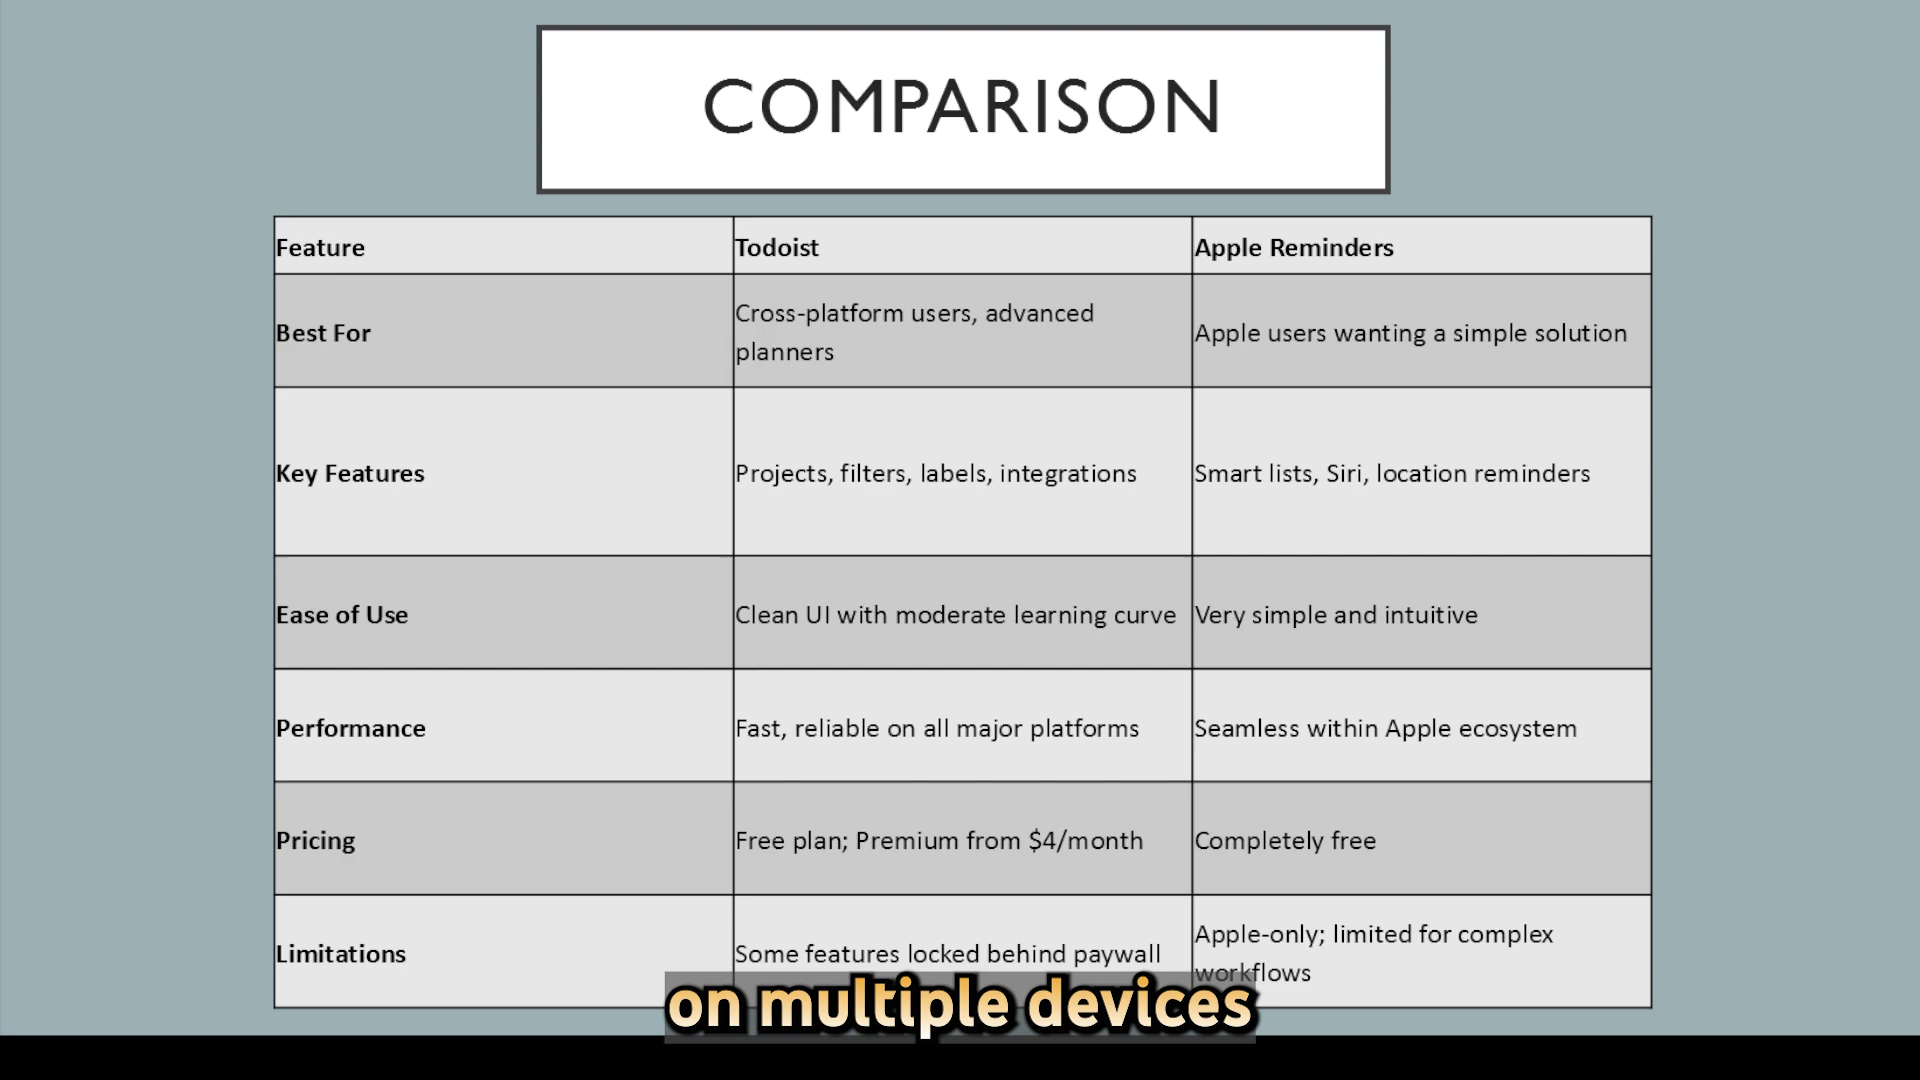 COMPARISON
Feature
Todoist
Apple Reminders
Best For
Cross-platform users, advanced
planners
Apple users wanting a simple solution
Key Features
Projects, filters, labels, integrations
Smart lists, Siri, location reminders
Ease of Use
Clean UI with moderate learning curve
Very simple and intuitive
Performance
Fast, reliable on all major platforms
Seamless within Apple ecosystem
Pricing
Free plan; Premium from $4/month
Completely free
Limitations
Some features locked behind paywall
Apple-only; limited for complex
workflows
on multiple devices